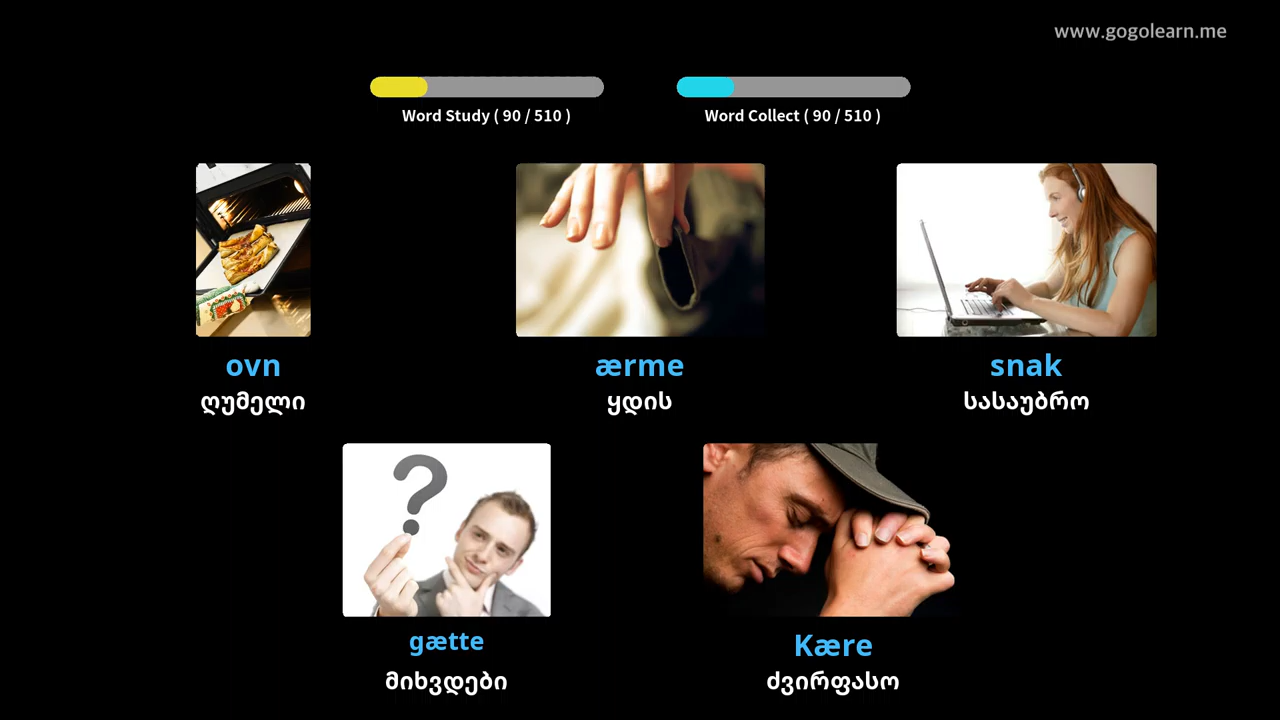 www.gogolearn.me
Word Study ( 90 / 510 )
Word Collect ( 90 / 510 )
ovn
ღუმელი
ærme
ყდის
snak
სასაუბრო
gætte
მიხვდები
Kære
ძვირფასო